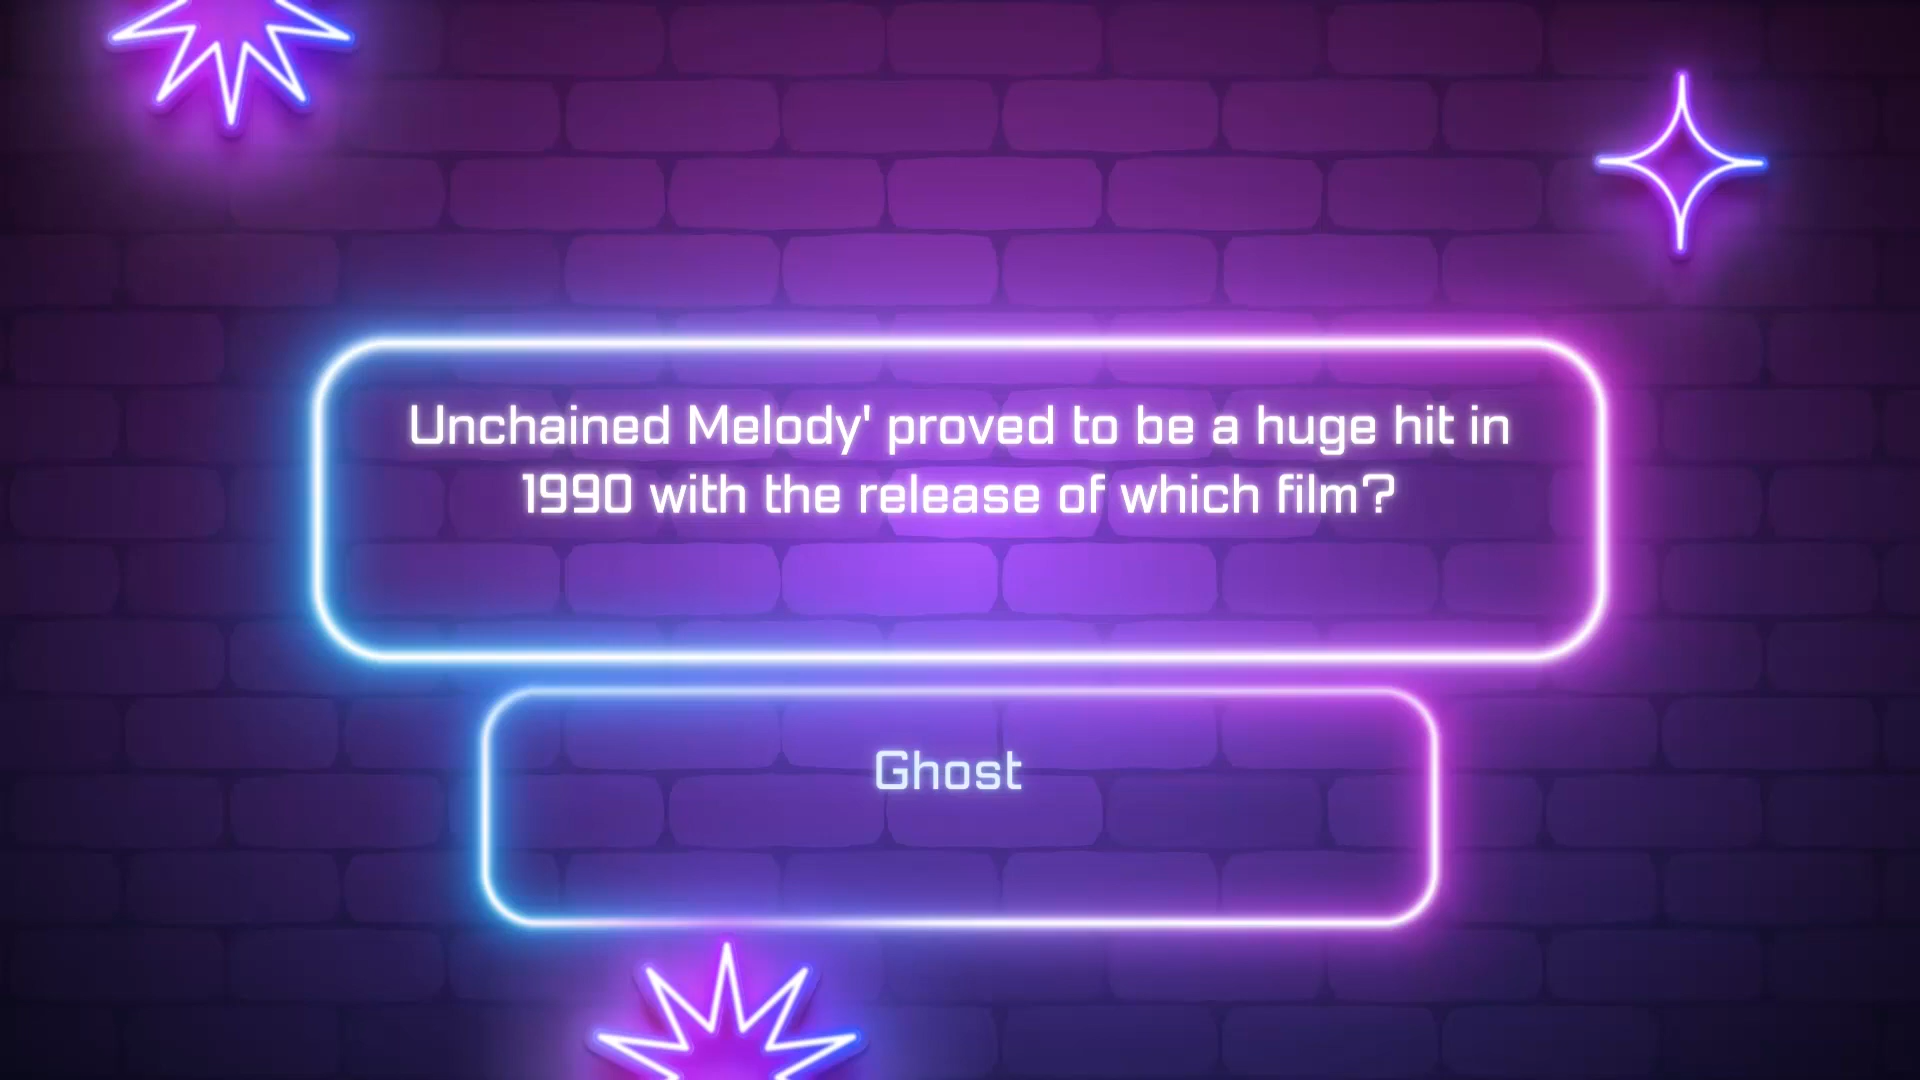 Unchained Melody' proved to be a huge hit in
1990 with the release of which film?
Ghost